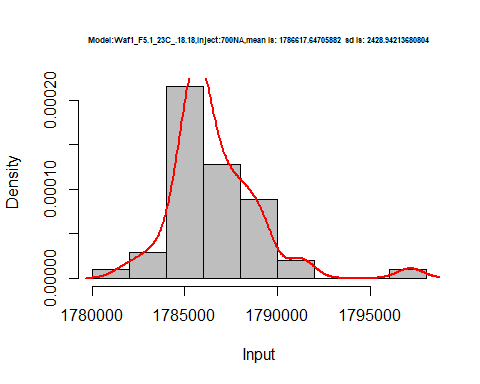 Model:Waf1_F5.1_23C_.18.18,inject:700NA,mean is: 1786617.64705882 sd is: 2428.94213680804
Density
0.00020
0.00010
0.00000
1780000 1785000 1790000 1795000
Input